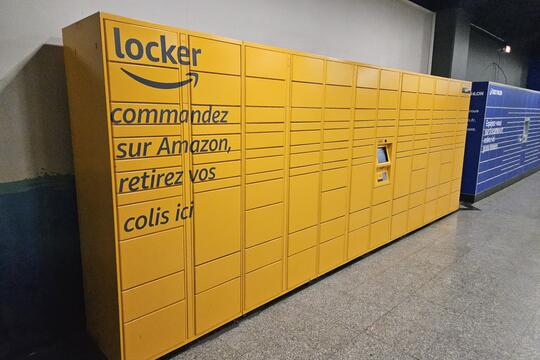 locker
commandez
sur Amazon,
retirez vos
colis ici